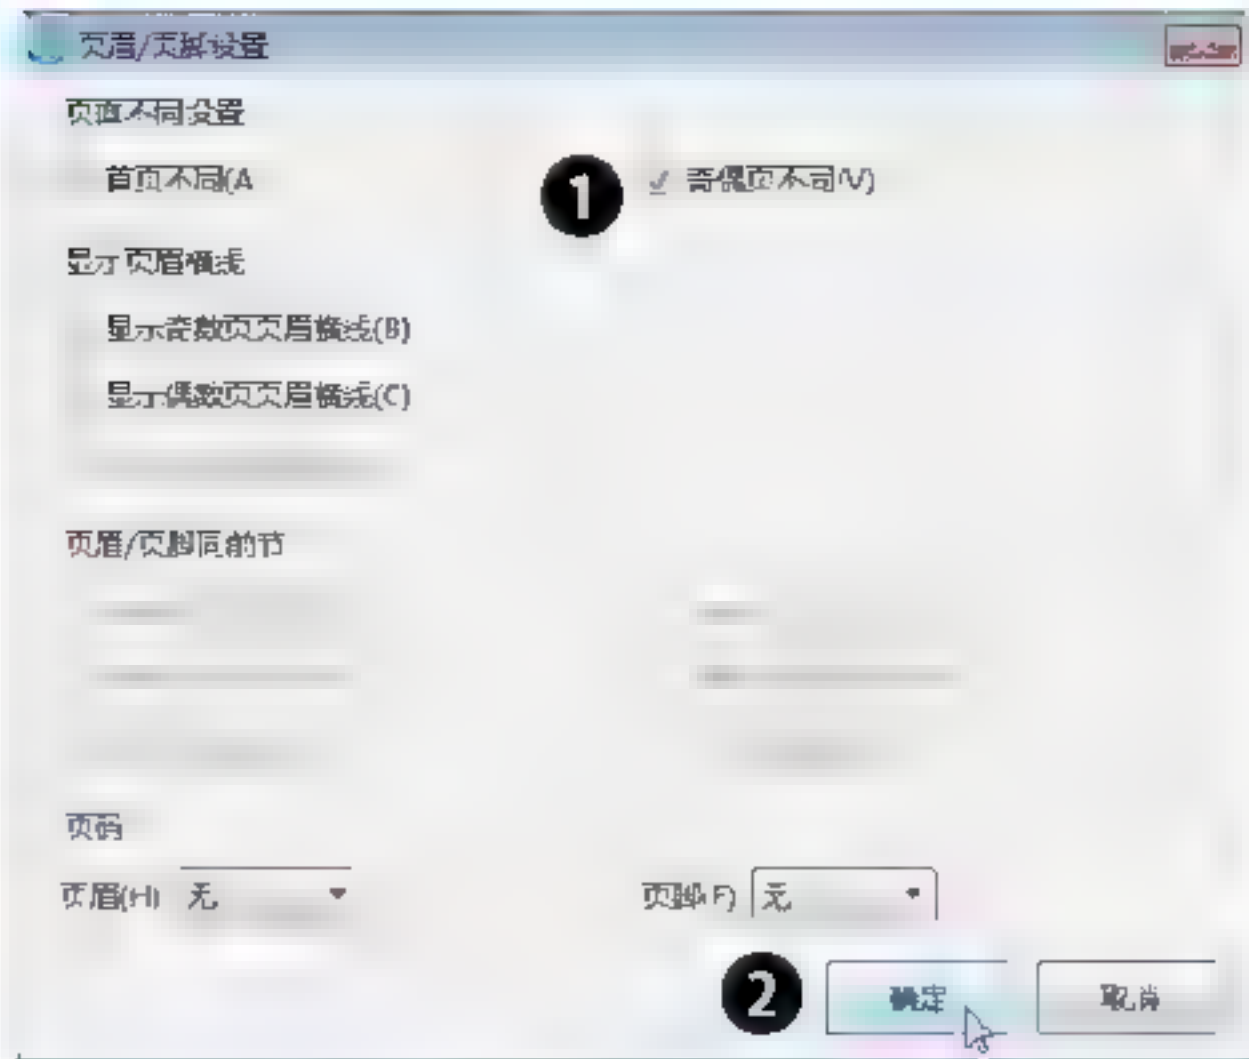 页眉/页脚设置
页面不同设置
首页不同(A
1 ✓ 奇偶页不同(V)
显示页眉横线
显示奇数页页眉横线(B)
显示偶数页页眉横线(C)
页眉/页脚同前节
页码
页眉(H) 无 页脚(F) 无
2 确定 取消